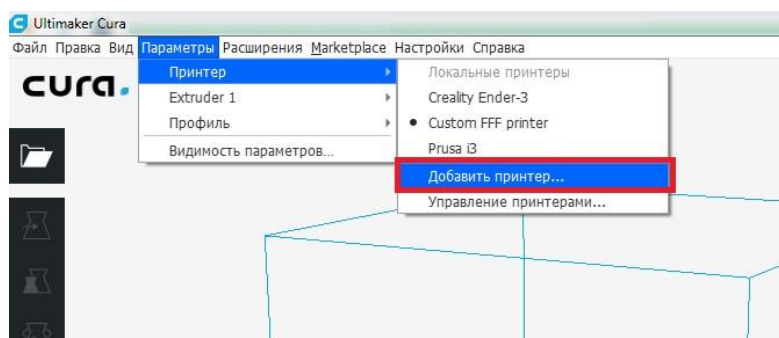 Ultimaker Cura
Файл Правка Вид Параметры Расширения Marketplace Настройки Справка
cura.
Принтер
Extruder 1
Профиль
Видимость параметров...
Локальные принтеры
Creality Ender-3
Custom FFF printer
Prusa i3
Добавить принтер...
Управление принтерами...